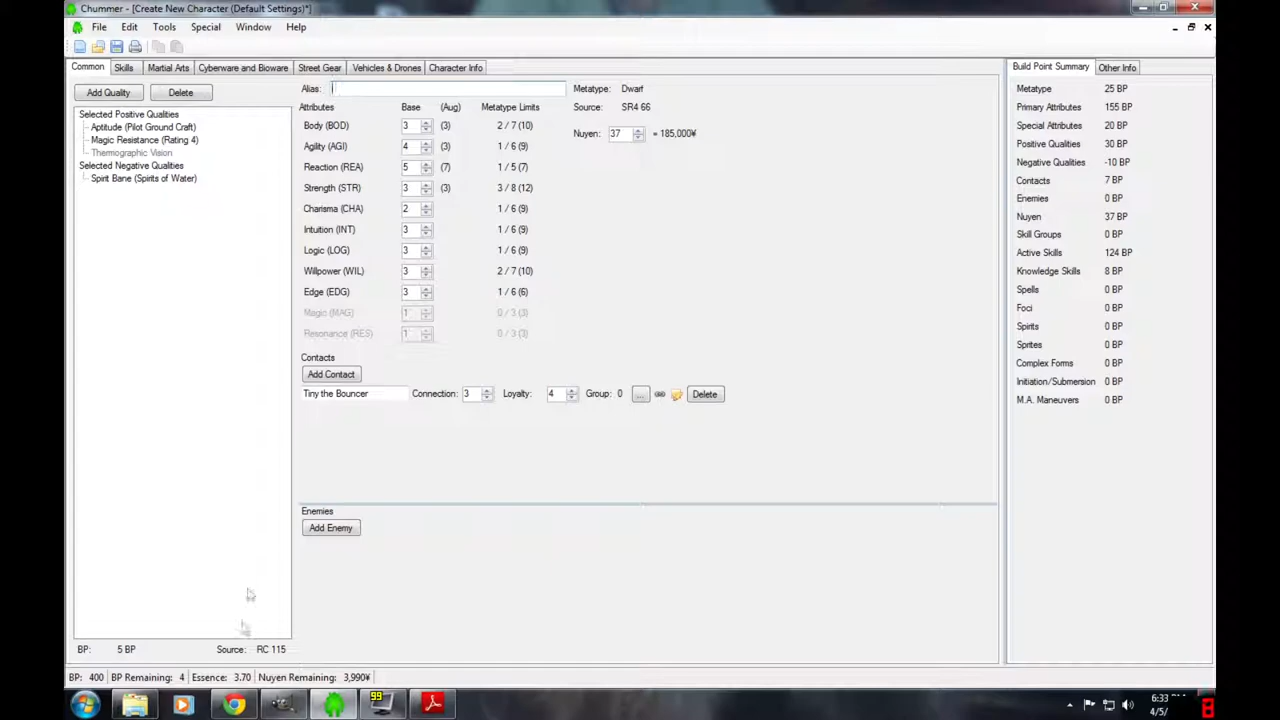 Chummer - [Create New Character (Default Settings)*]
File Edit Tools Special Window Help
Common Skills Martial Arts Cyberware and Bioware Street Gear Vehicles & Drones Character Info
Build Point Summary Other Info
Add Quality Delete
Alias: Metatype: Dwarf
Attributes Base (Aug) Metatype Limits Source: SR4 66
Selected Positive Qualities
Aptitude (Pilot Ground Craft)
Magic Resistance (Rating 4)
Thermographic Vision
Selected Negative Qualities
Spirit Bane (Spirits of Water)
Body (BOD) 3 (3) 2 / 7 (10) Nuyen: 37 = 185,000¥
Agility (AGI) 4 (3) 1 / 6 (9)
Reaction (REA) 5 (7) 1 / 5 (7)
Strength (STR) 3 (3) 3 / 8 (12)
Charisma (CHA) 2 1 / 6 (9)
Intuition (INT) 3 1 / 6 (9)
Logic (LOG) 3 1 / 6 (9)
Willpower (WIL) 3 2 / 7 (10)
Edge (EDG) 3 1 / 6 (6)
Magic (MAG) 1 0 / 3 (3)
Resonance (RES) 1 0 / 3 (3)
Contacts
Add Contact
Tiny the Bouncer Connection: 3 Loyalty: 4 Group: 0 ... Delete
Enemies
Add Enemy
Metatype 25 BP
Primary Attributes 155 BP
Special Attributes 20 BP
Positive Qualities 30 BP
Negative Qualities -10 BP
Contacts 7 BP
Enemies 0 BP
Nuyen 37 BP
Skill Groups 0 BP
Active Skills 124 BP
Knowledge Skills 8 BP
Spells 0 BP
Foci 0 BP
Spirits 0 BP
Sprites 0 BP
Complex Forms 0 BP
Initiation/Submersion 0 BP
M.A. Maneuvers 0 BP
BP: 5 BP Source: RC 115
BP: 400 BP Remaining: 4 Essence: 3.70 Nuyen Remaining: 3,990¥
99
6:33
4/5/